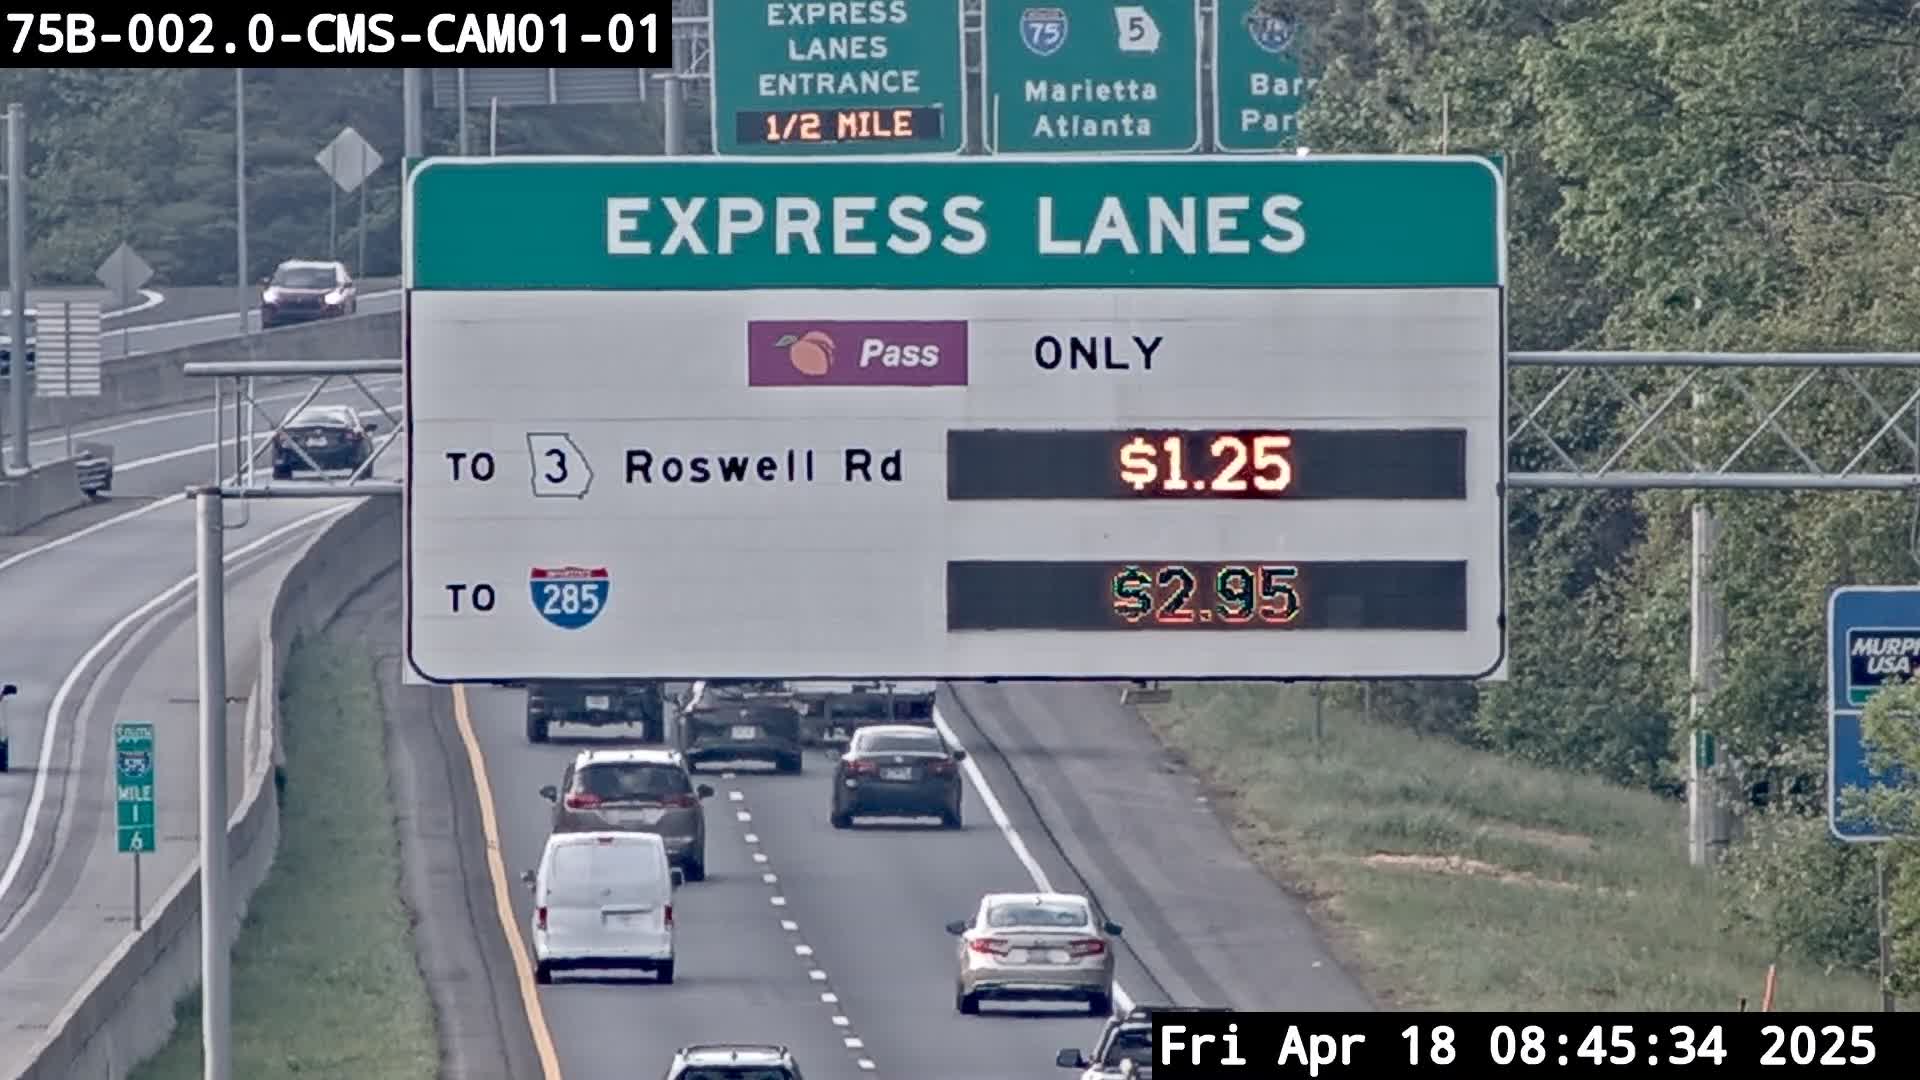 75B-002.0-CMS-CAM01-01
EXPRESS
LANES
ENTRANCE
1/2 MILE
75 5
Marietta
Atlanta
EXPRESS LANES
Pass ONLY
TO 3 Roswell Rd $1.25
TO INTERSTATE 285 $2.95
SOUTH
575
MILE
1
6
USA
Fri Apr 18 08:45:34 2025